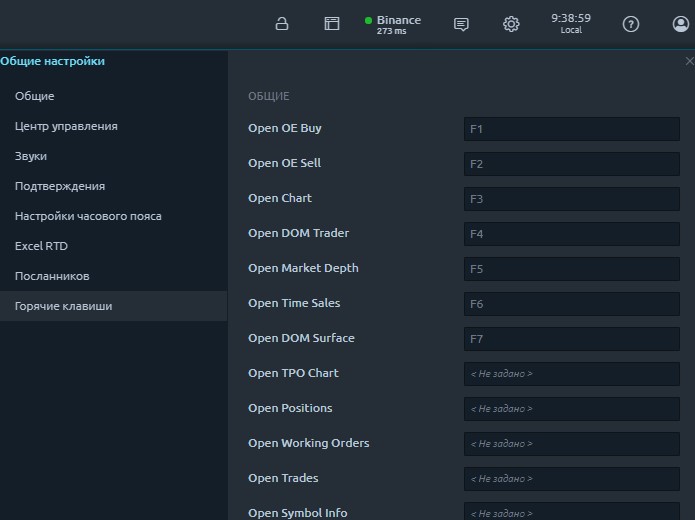 Binance
273 ms
9:38:59
Local
?
Общие настройки
Общие
Центр управления
Звуки
Подтверждения
Настройки часового пояса
Excel RTD
Посланников
Горячие клавиши
ОБЩИЕ
Open OE Buy F1
Open OE Sell F2
Open Chart F3
Open DOM Trader F4
Open Market Depth F5
Open Time Sales F6
Open DOM Surface F7
Open TPO Chart < Не задано >
Open Positions < Не задано >
Open Working Orders < Не задано >
Open Trades < Не задано >
Open Symbol Info < Не задано >